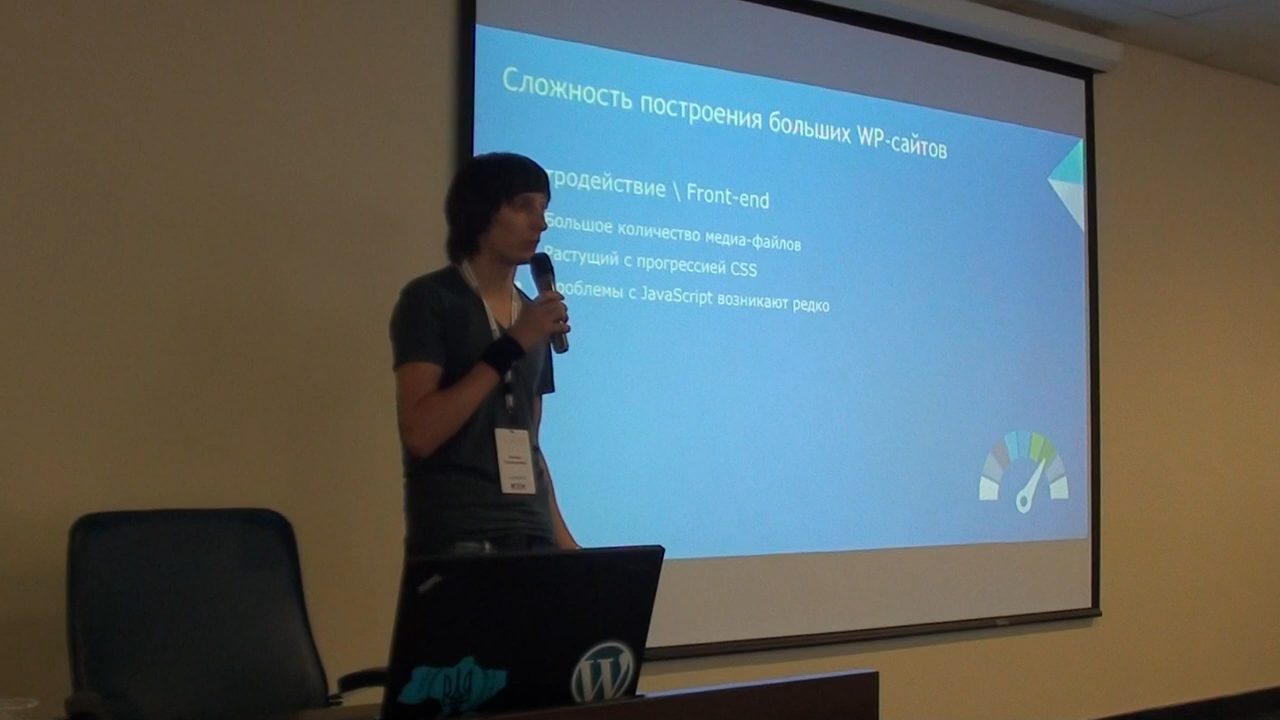 Сложность построения больших WP-сайтов
тродействие \ Front-end
Большое количество медиа-файлов
Растущий с прогрессией CSS
роблемы с JavaScript возникают редко
W